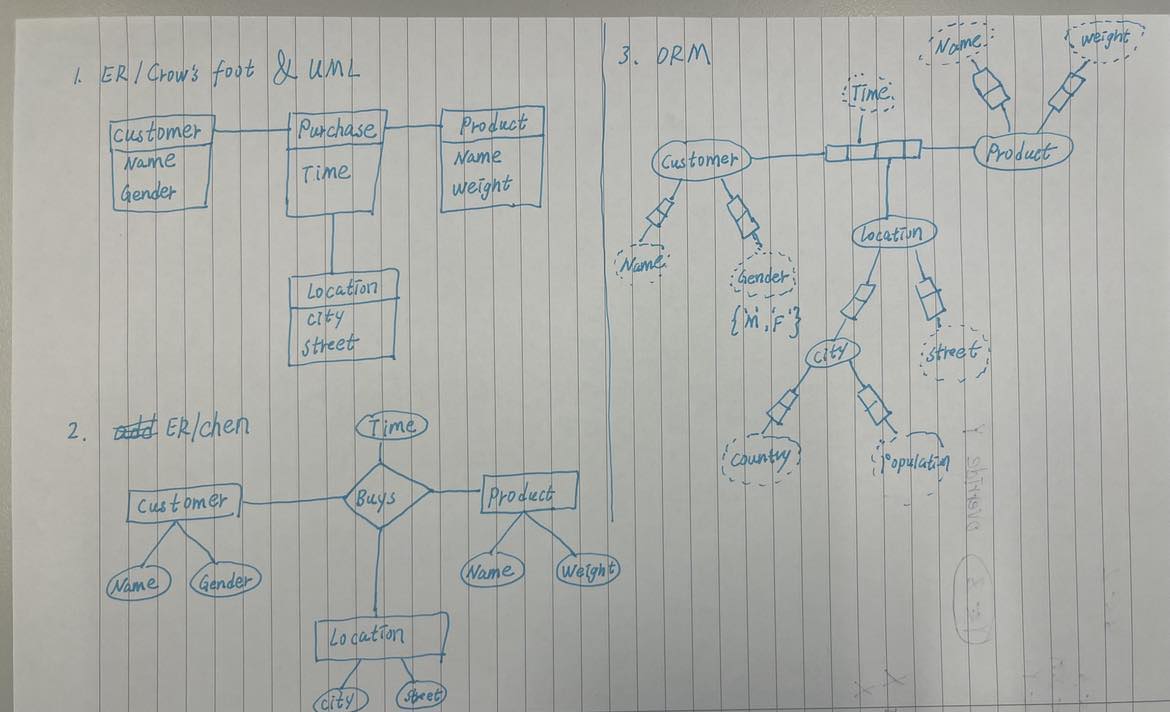 1. ER/Crow's foot & UML
Customer
Name
Gender
Purchase
Time
Product
Name
weight
Location
city
street
2. add ER/chen
Time
Customer
Buys
Product
Name
Gender
Name
Weight
Location
city
street
3. ORM
Name
weight
Time
Customer
Product
Name
Gender
{'M','F'}
Location
city
street
Country
Population